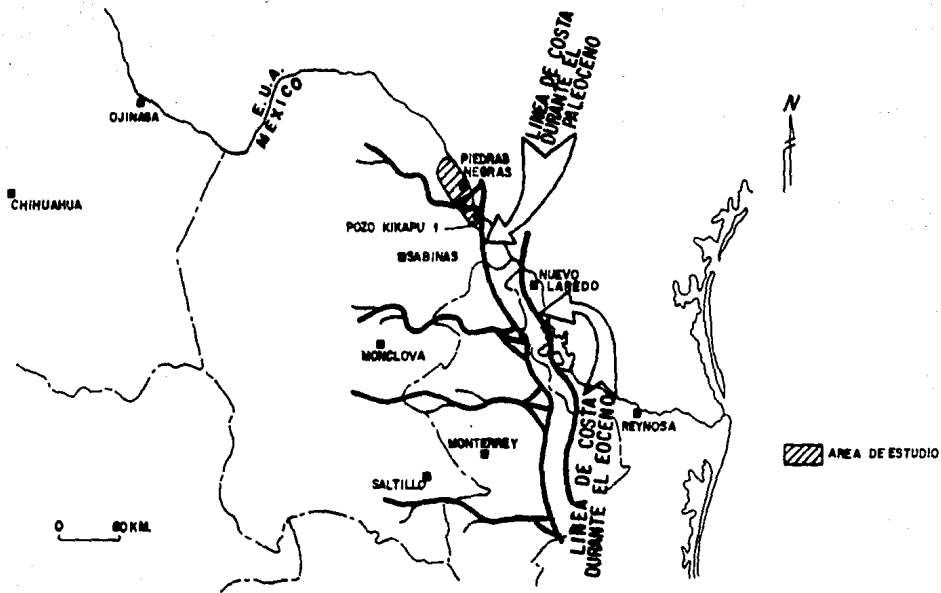 LINEA DE COSTA
DURANTE EL
PALEOCENO
E. U. A.
MEXICO
OJINAGA
N
PIEDRAS
NEGRAS
CHIHUAHUA
POZO KIKAPU 1
SABINAS
NUEVO
LAREDO
MONCLOVA
REYNOSA
MONTERREY
LINEA DE COSTA
DURANTE EL EOCENO
AREA DE ESTUDIO
SALTILLO
0 60 KM.